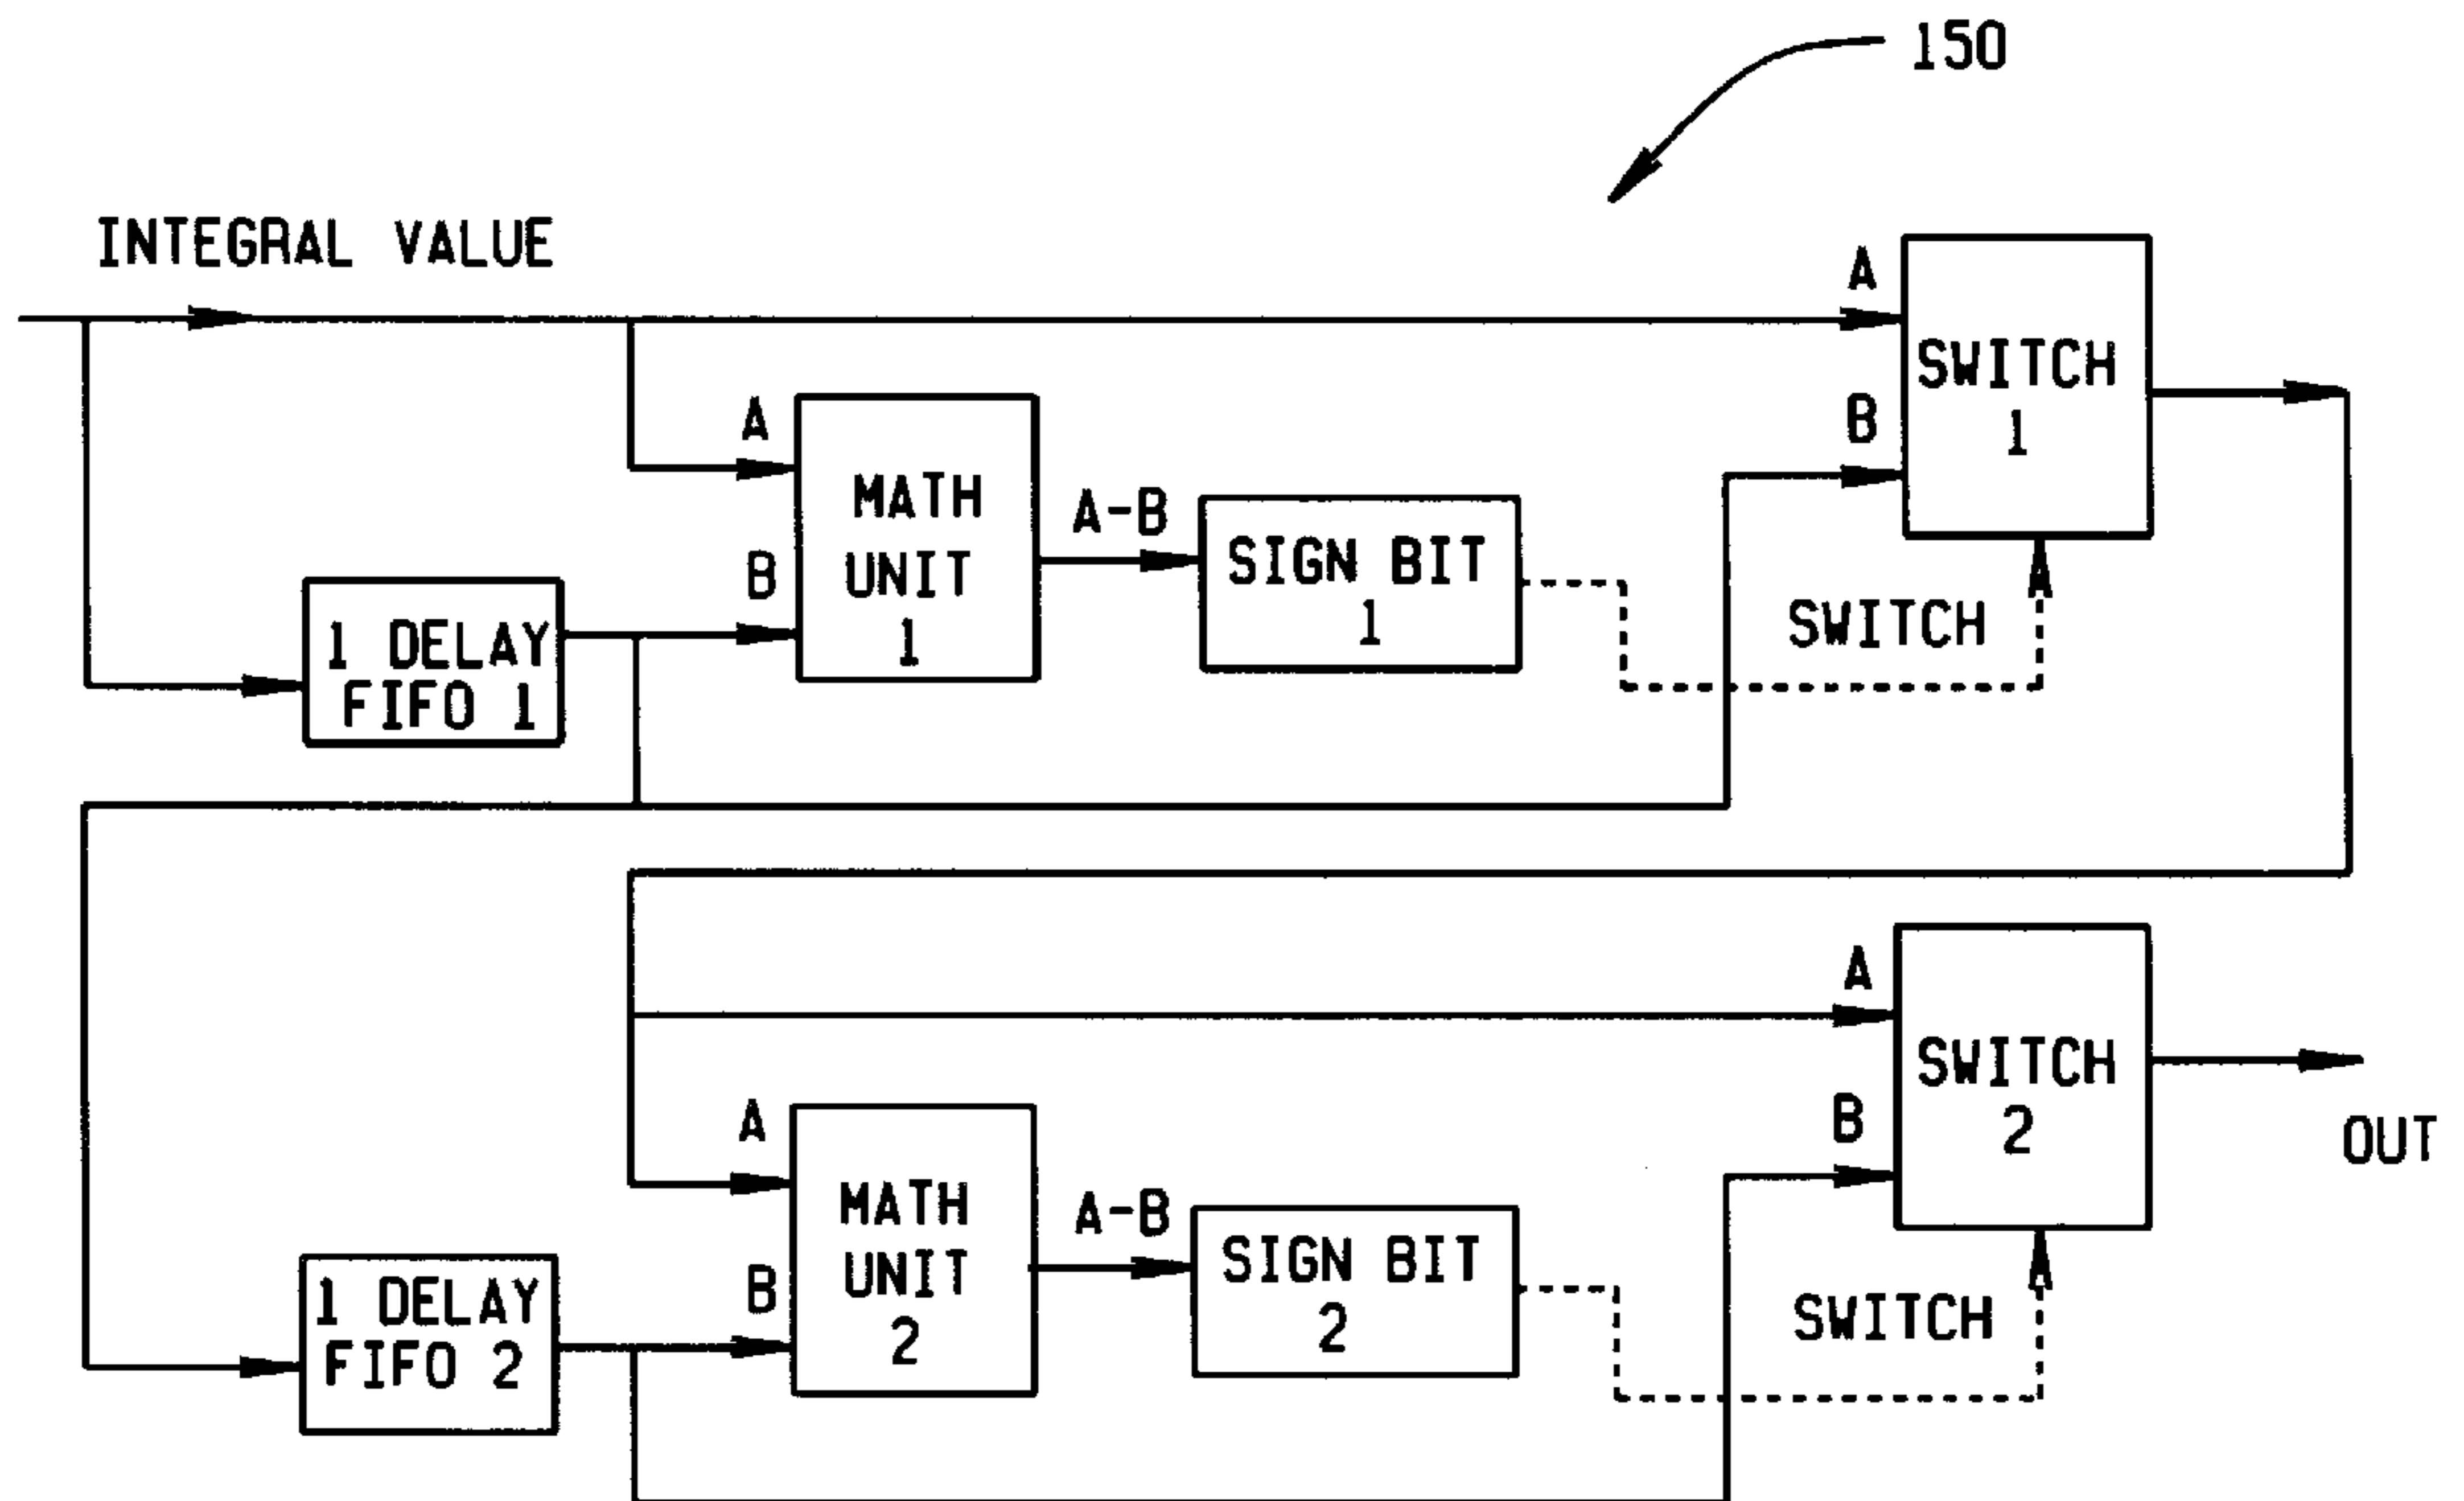 150
INTEGRAL VALUE
A
SWITCH
1
B
A
MATH
UNIT
1
B
A-B
SIGN BIT
1
SWITCH
1 DELAY
FIFO 1
A
SWITCH
2
B
OUT
A
MATH
UNIT
2
B
A-B
SIGN BIT
2
SWITCH
1 DELAY
FIFO 2